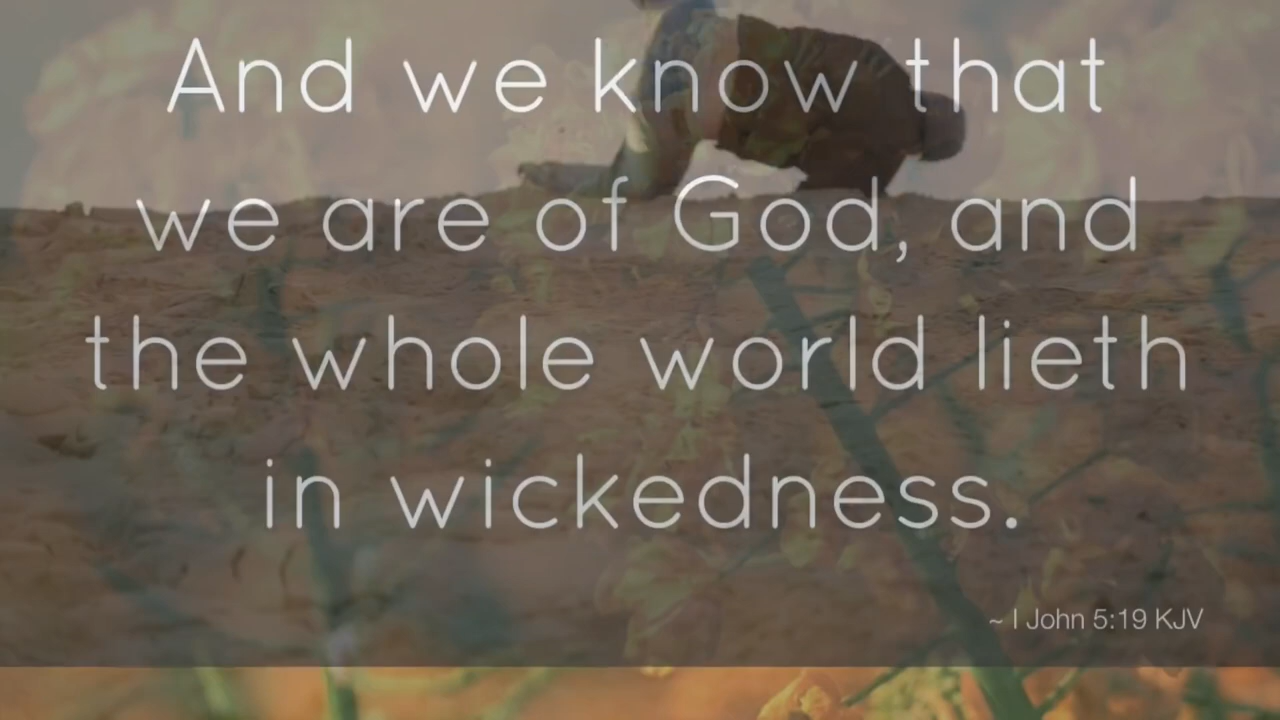 And we know that
we are of God, and
the whole world lieth
in wickedness.
~ I John 5:19 KJV